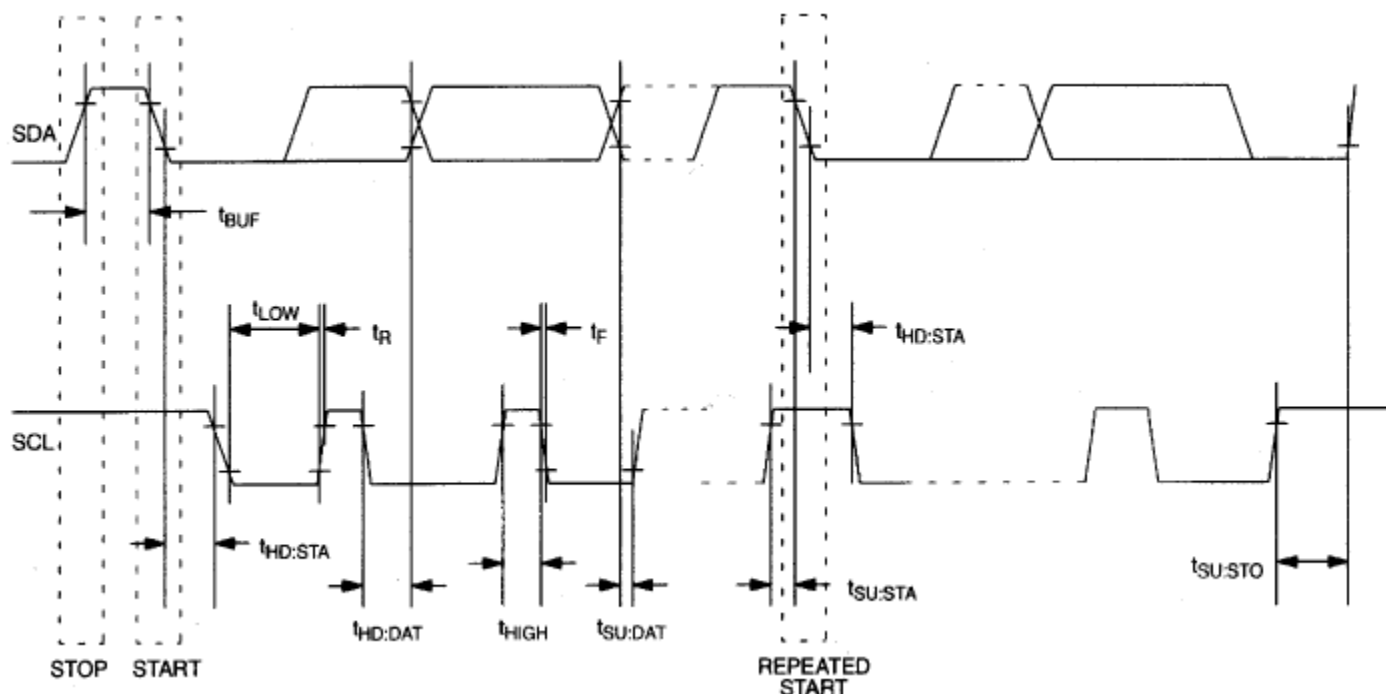 SDA
tBUF
tLOW
tR
tF
tHD:STA
SCL
tHD:STA
tSU:STO
tSU:STA
tHD:DAT
tHIGH
tSU:DAT
STOP
START
REPEATED
START